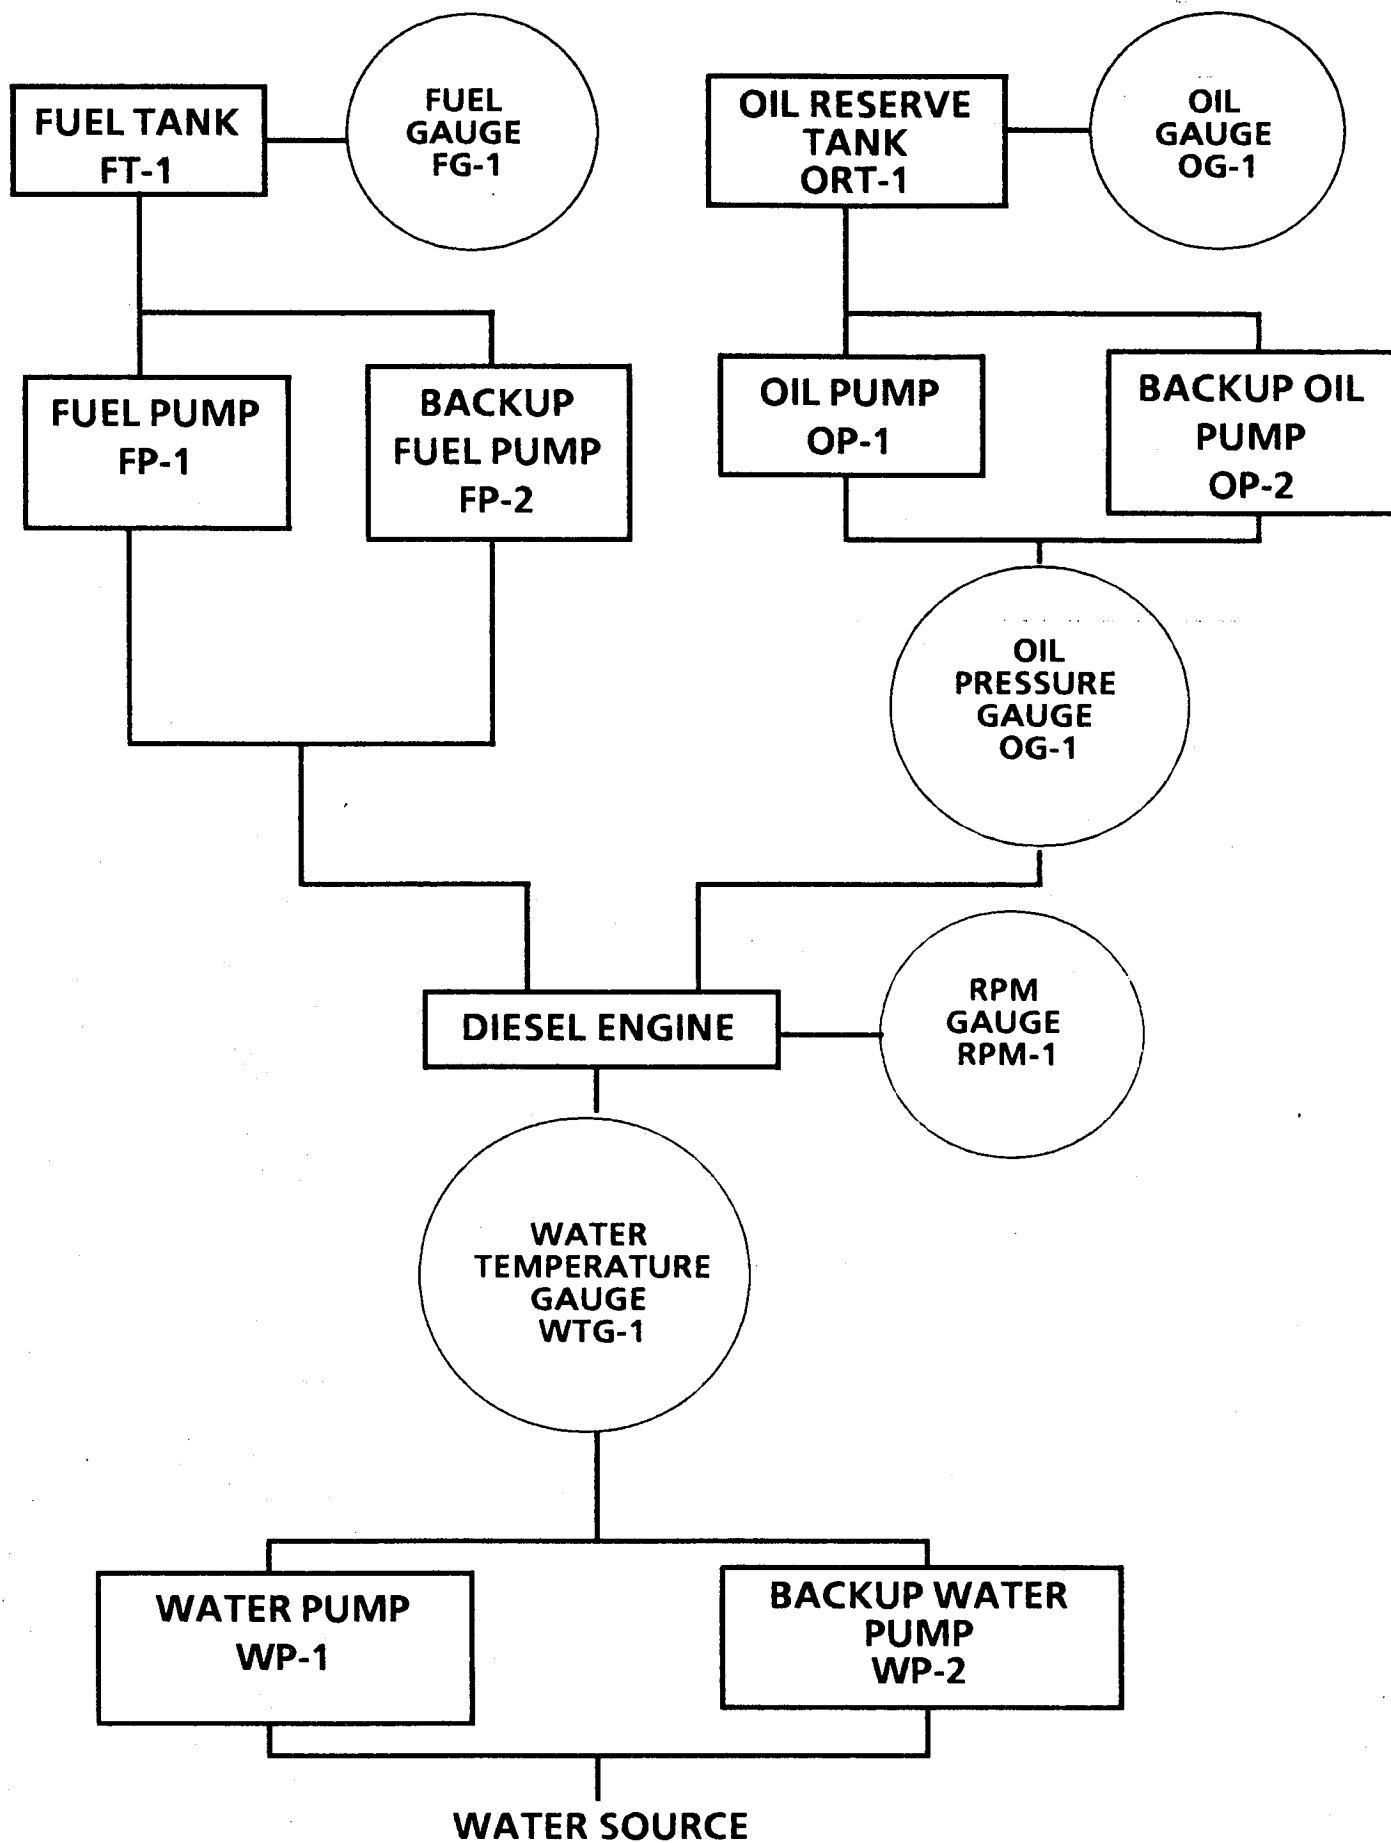 FUEL TANK
FT-1
FUEL
GAUGE
FG-1
OIL RESERVE
TANK
ORT-1
OIL
GAUGE
OG-1
FUEL PUMP
FP-1
BACKUP
FUEL PUMP
FP-2
OIL PUMP
OP-1
BACKUP OIL
PUMP
OP-2
OIL
PRESSURE
GAUGE
OG-1
DIESEL ENGINE
RPM
GAUGE
RPM-1
WATER
TEMPERATURE
GAUGE
WTG-1
WATER PUMP
WP-1
BACKUP WATER
PUMP
WP-2
WATER SOURCE